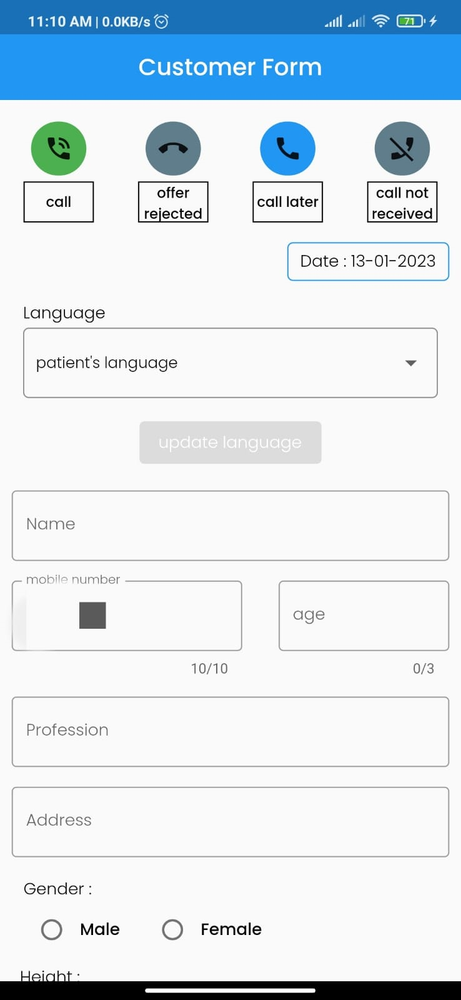 11:10 AM | 0.0KB/s
71
Customer Form
call
offer
rejected
call later
call not
received
Date : 13-01-2023
Language
patient's language
update language
Name
mobile number
age
10/10
0/3
Profession
Address
Gender :
Male
Female
Height :